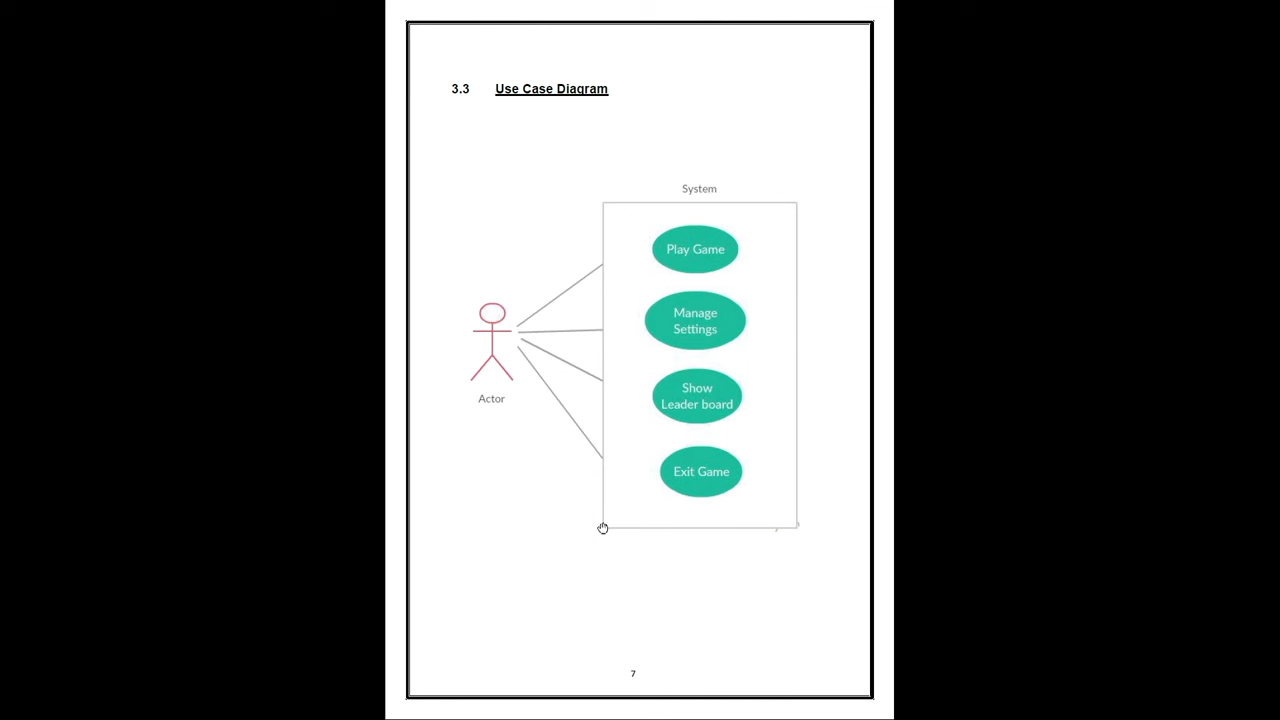 3.3 Use Case Diagram
System
Play Game
Manage
Settings
Show
Leader board
Exit Game
Actor
7